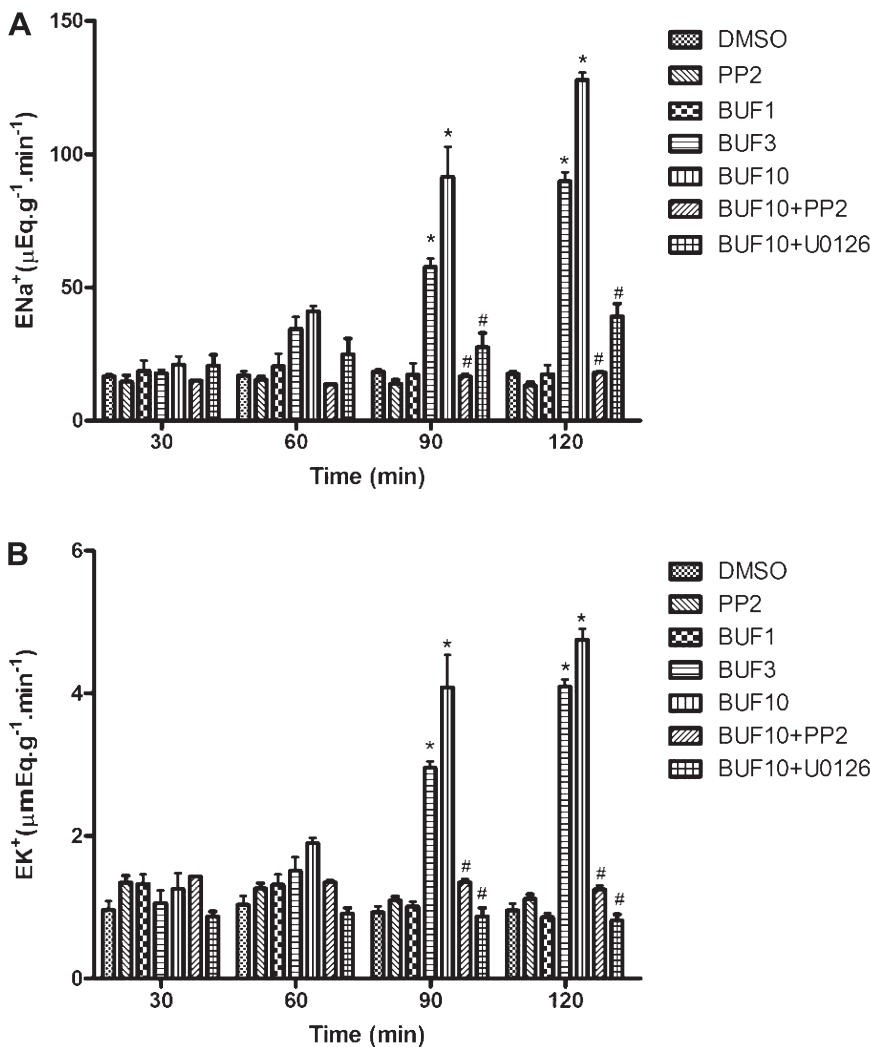 A
150
100
50
0
ENa⁺(μEq.g⁻¹.min⁻¹)
* * * *
# # # #
30 60 90 120
Time (min)
DMSO
PP2
BUF1
BUF3
BUF10
BUF10+PP2
BUF10+U0126
B
6
4
2
0
EK⁺(μmEq.g⁻¹.min⁻¹)
* * * *
# # # #
30 60 90 120
Time (min)
DMSO
PP2
BUF1
BUF3
BUF10
BUF10+PP2
BUF10+U0126